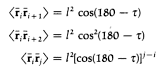 ⟨r̄ᵢr̄ᵢ₊₁⟩ = l² cos(180 − τ)
⟨r̄ᵢr̄ᵢ₊₂⟩ = l² cos²(180 − τ)
⟨r̄ᵢr̄ⱼ⟩ = l²[cos(180 − τ)]ʲ⁻ⁱ